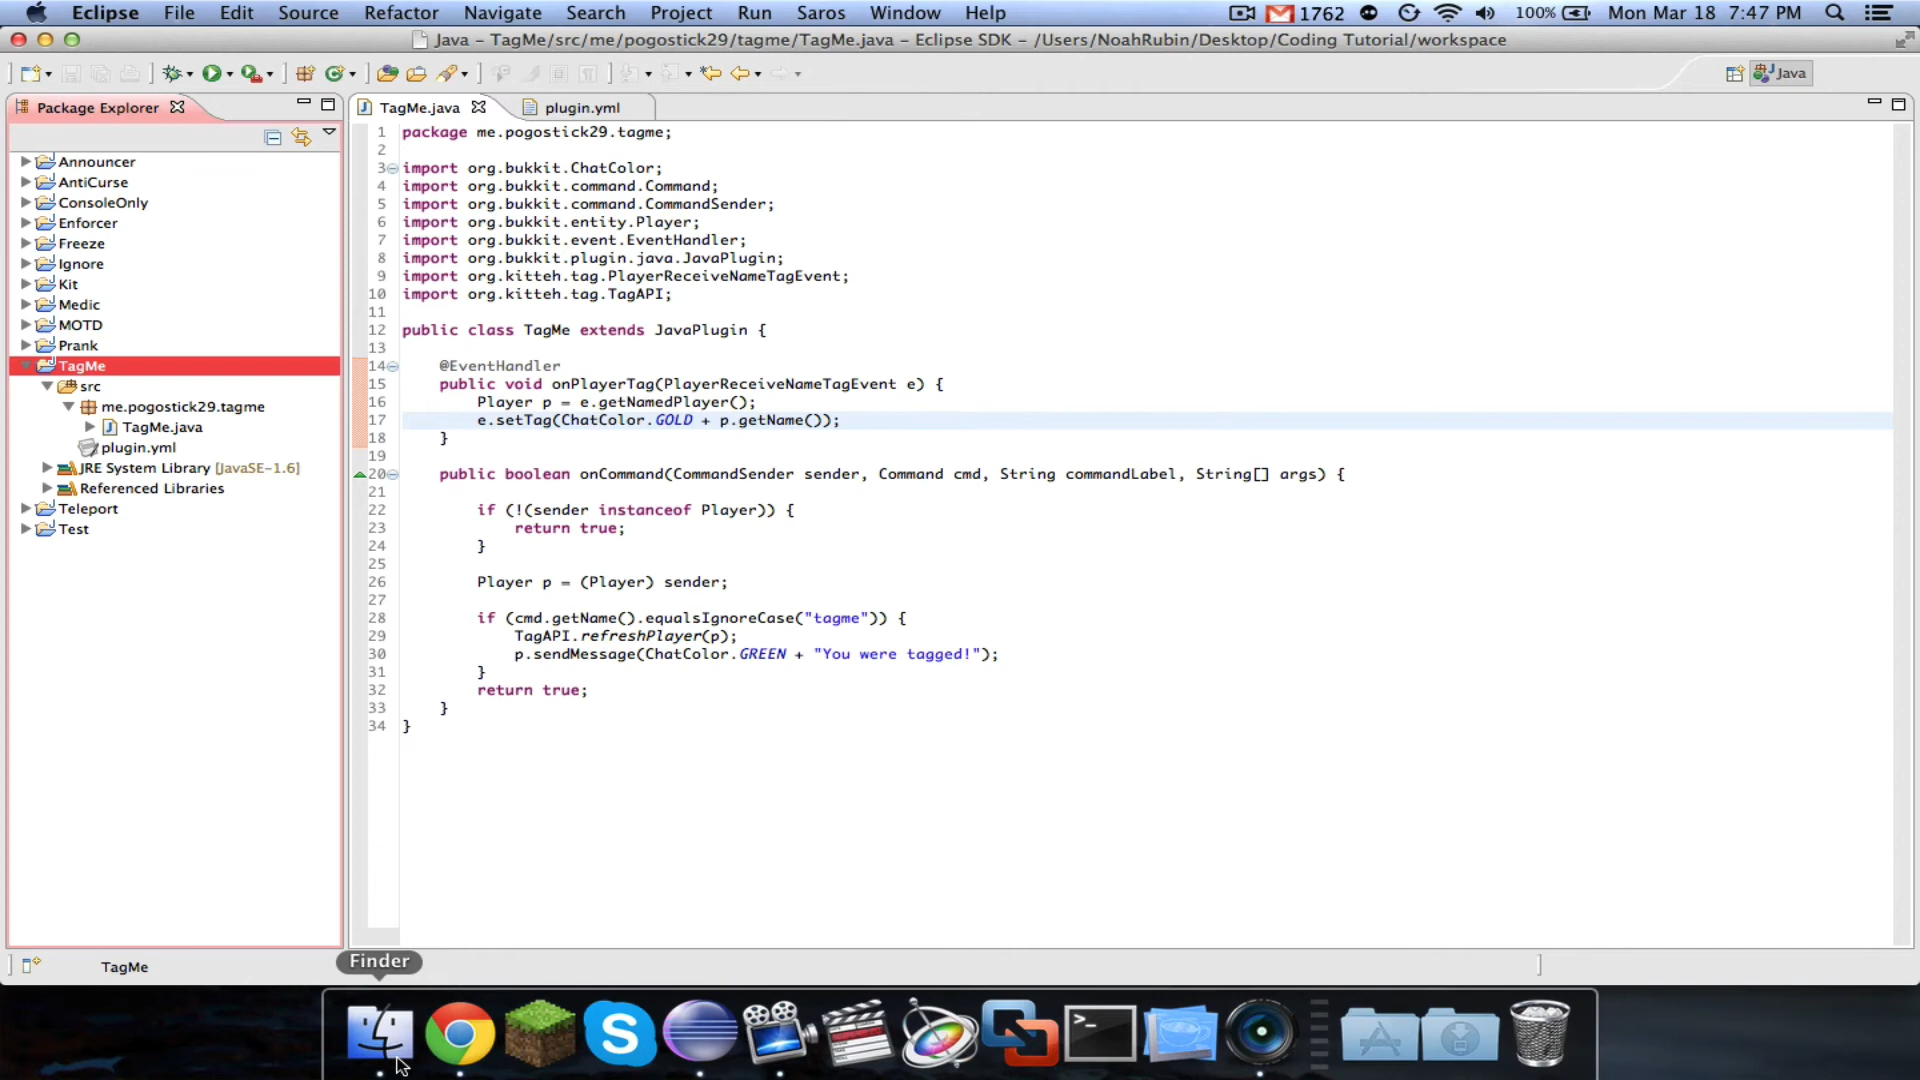 Eclipse File Edit Source Refactor Navigate Search Project Run Saros Window Help 1762 100% Mon Mar 18 7:47 PM
Java – TagMe/src/me/pogostick29/tagme/TagMe.java – Eclipse SDK – /Users/NoahRubin/Desktop/Coding Tutorial/workspace
Java
Package Explorer
Announcer
AntiCurse
ConsoleOnly
Enforcer
Freeze
Ignore
Kit
Medic
MOTD
Prank
TagMe
src
me.pogostick29.tagme
TagMe.java
plugin.yml
JRE System Library [JavaSE-1.6]
Referenced Libraries
Teleport
Test
TagMe.java plugin.yml
1 package me.pogostick29.tagme;
2
3 import org.bukkit.ChatColor;
4 import org.bukkit.command.Command;
5 import org.bukkit.command.CommandSender;
6 import org.bukkit.entity.Player;
7 import org.bukkit.event.EventHandler;
8 import org.bukkit.plugin.java.JavaPlugin;
9 import org.kitteh.tag.PlayerReceiveNameTagEvent;
10 import org.kitteh.tag.TagAPI;
11
12 public class TagMe extends JavaPlugin {
13
14 @EventHandler
15 public void onPlayerTag(PlayerReceiveNameTagEvent e) {
16 Player p = e.getNamedPlayer();
17 e.setTag(ChatColor.GOLD + p.getName());
18 }
19
20 public boolean onCommand(CommandSender sender, Command cmd, String commandLabel, String[] args) {
21
22 if (!(sender instanceof Player)) {
23 return true;
24 }
25
26 Player p = (Player) sender;
27
28 if (cmd.getName().equalsIgnoreCase("tagme")) {
29 TagAPI.refreshPlayer(p);
30 p.sendMessage(ChatColor.GREEN + "You were tagged!");
31 }
32 return true;
33 }
34 }
TagMe
Finder